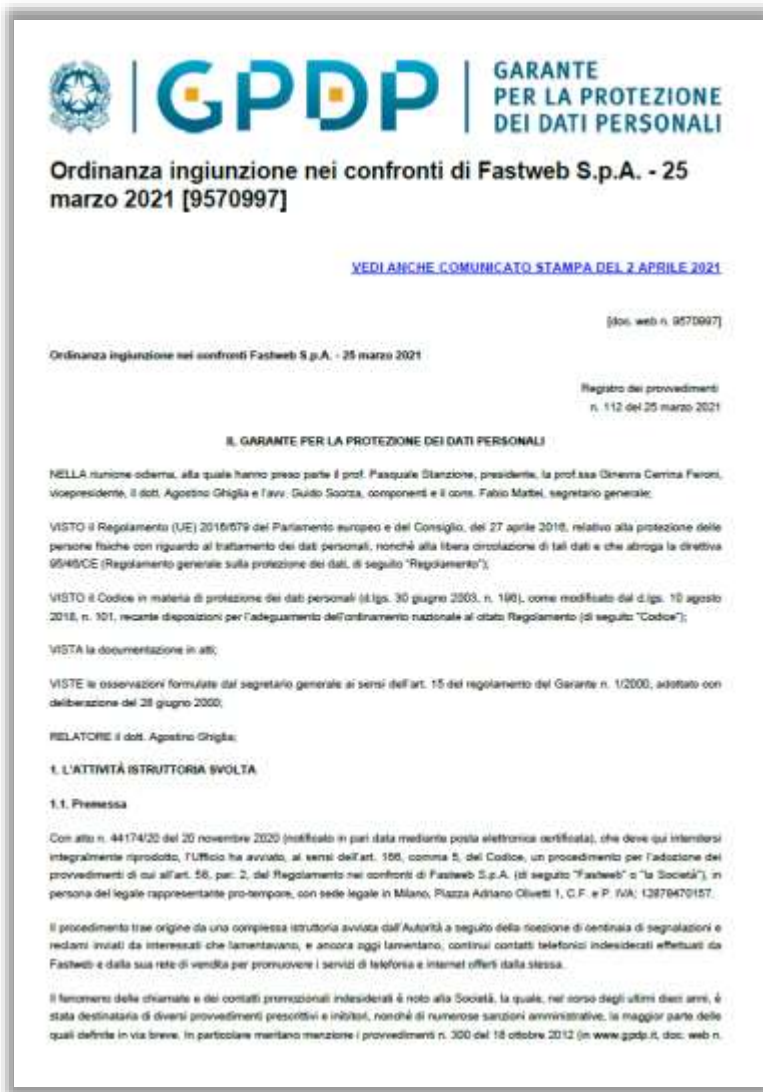 GPDP
GARANTE
PER LA PROTEZIONE
DEI DATI PERSONALI
Ordinanza ingiunzione nei confronti di Fastweb S.p.A. - 25
marzo 2021 [9570997]
VEDI ANCHE COMUNICATO STAMPA DEL 2 APRILE 2021
[doc. web n. 9570997]
Ordinanza ingiunzione nei confronti Fastweb S.p.A. - 25 marzo 2021
Registro dei provvedimenti
n. 112 del 25 marzo 2021
IL GARANTE PER LA PROTEZIONE DEI DATI PERSONALI
NELLA riunione odierna, alla quale hanno preso parte il prof. Pasquale Stanzione, presidente, la prof.ssa Ginevra Cerrina Feroni,
vicepresidente, il dott. Agostino Ghiglia e l'avv. Guido Scorza, componenti e il cons. Fabio Mattei, segretario generale;
VISTO il Regolamento (UE) 2016/679 del Parlamento europeo e del Consiglio, del 27 aprile 2016, relativo alla protezione delle
persone fisiche con riguardo al trattamento dei dati personali, nonché alla libera circolazione di tali dati e che abroga la direttiva
95/46/CE (Regolamento generale sulla protezione dei dati, di seguito "Regolamento");
VISTO il Codice in materia di protezione dei dati personali (d.lgs. 30 giugno 2003, n. 196), come modificato dal d.lgs. 10 agosto
2018, n. 101, recante disposizioni per l'adeguamento dell'ordinamento nazionale al citato Regolamento (di seguito "Codice");
VISTA la documentazione in atti;
VISTE le osservazioni formulate dal segretario generale ai sensi dell'art. 15 del regolamento del Garante n. 1/2000, adottato con
deliberazione del 28 giugno 2000;
RELATORE il dott. Agostino Ghiglia;
1. L'ATTIVITÀ ISTRUTTORIA SVOLTA
1.1. Premessa
Con atto n. 44174/20 del 20 novembre 2020 (notificato in pari data mediante posta elettronica certificata), che deve qui intendersi
integralmente riprodotto, l'Ufficio ha avviato, ai sensi dell'art. 166, comma 5, del Codice, un procedimento per l'adozione dei
provvedimenti di cui all'art. 58, par. 2, del Regolamento nei confronti di Fastweb S.p.A. (di seguito "Fastweb" o "la Società"), in
persona del legale rappresentante pro-tempore, con sede legale in Milano, Piazza Adriano Olivetti 1, C.F. e P. IVA: 12878470157.
Il procedimento trae origine da una complessa istruttoria avviata dall'Autorità a seguito della ricezione di centinaia di segnalazioni e
reclami inviati da interessati che lamentavano, e ancora oggi lamentano, continui contatti telefonici indesiderati effettuati da
Fastweb e dalla sua rete di vendita per promuovere i servizi di telefonia e internet offerti dalla stessa.
Il fenomeno delle chiamate e dei contatti promozionali indesiderati è noto alla Società, la quale, nel corso degli ultimi dieci anni, è
stata destinataria di diversi provvedimenti prescrittivi e inibitori, nonché di numerose sanzioni amministrative, la maggior parte delle
quali definite in via breve. In particolare meritano menzione i provvedimenti n. 300 del 18 ottobre 2012 (in www.gpdp.it, doc. web n.